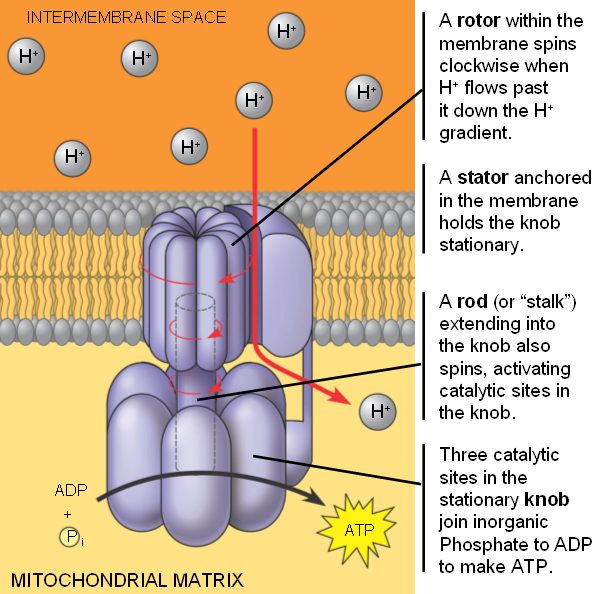 INTERMEMBRANE SPACE
H+
H+
H+
H+
H+
H+
H+
A rotor within the
membrane spins
clockwise when
H+ flows past
it down the H+
gradient.
A stator anchored
in the membrane
holds the knob
stationary.
A rod (or “stalk”)
extending into
the knob also
spins, activating
catalytic sites in
the knob.
H+
Three catalytic
sites in the
stationary knob
join inorganic
Phosphate to ADP
to make ATP.
ADP
+
Pi
ATP
MITOCHONDRIAL MATRIX